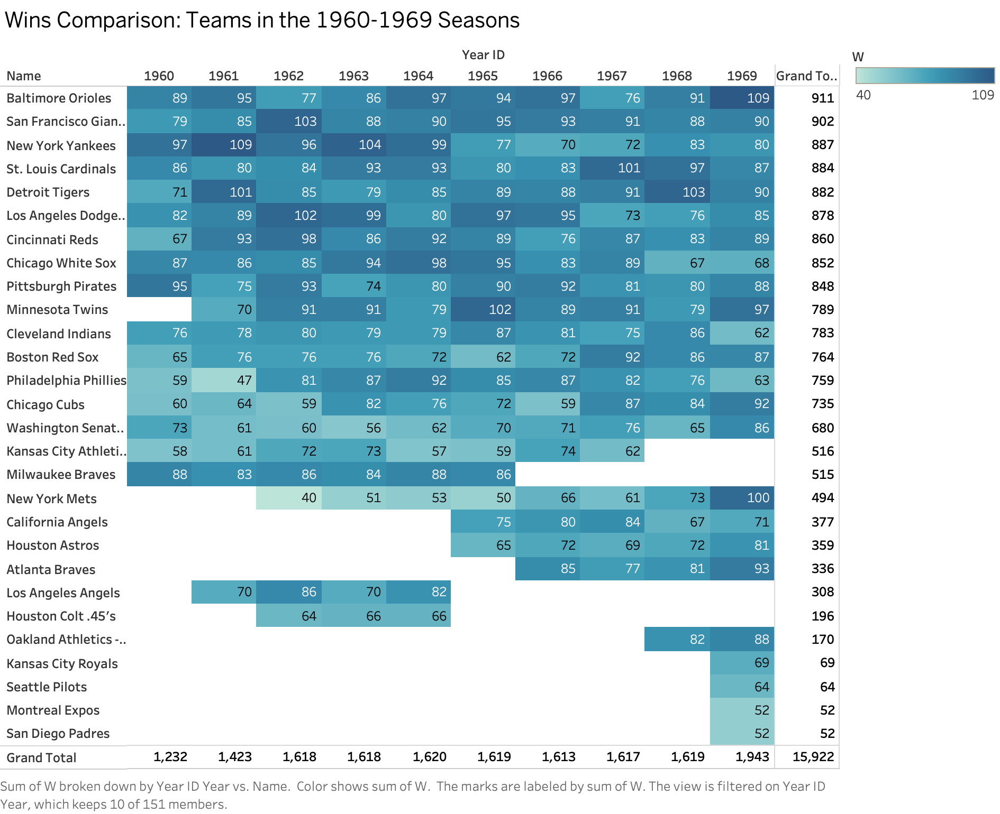 Wins Comparison: Teams in the 1960-1969 Seasons
Year ID
W
Name 1960 1961 1962 1963 1964 1965 1966 1967 1968 1969 Grand To..
40 109
Baltimore Orioles 89 95 77 86 97 94 97 76 91 109 911
San Francisco Gian.. 79 85 103 88 90 95 93 91 88 90 902
New York Yankees 97 109 96 104 99 77 70 72 83 80 887
St. Louis Cardinals 86 80 84 93 93 80 83 101 97 87 884
Detroit Tigers 71 101 85 79 85 89 88 91 103 90 882
Los Angeles Dodge.. 82 89 102 99 80 97 95 73 76 85 878
Cincinnati Reds 67 93 98 86 92 89 76 87 83 89 860
Chicago White Sox 87 86 85 94 98 95 83 89 67 68 852
Pittsburgh Pirates 95 75 93 74 80 90 92 81 80 88 848
Minnesota Twins 70 91 91 79 102 89 91 79 97 789
Cleveland Indians 76 78 80 79 79 87 81 75 86 62 783
Boston Red Sox 65 76 76 76 72 62 72 92 86 87 764
Philadelphia Phillies 59 47 81 87 92 85 87 82 76 63 759
Chicago Cubs 60 64 59 82 76 72 59 87 84 92 735
Washington Senat.. 73 61 60 56 62 70 71 76 65 86 680
Kansas City Athleti.. 58 61 72 73 57 59 74 62 516
Milwaukee Braves 88 83 86 84 88 86 515
New York Mets 40 51 53 50 66 61 73 100 494
California Angels 75 80 84 67 71 377
Houston Astros 65 72 69 72 81 359
Atlanta Braves 85 77 81 93 336
Los Angeles Angels 70 86 70 82 308
Houston Colt .45's 64 66 66 196
Oakland Athletics -.. 82 88 170
Kansas City Royals 69 69
Seattle Pilots 64 64
Montreal Expos 52 52
San Diego Padres 52 52
Grand Total 1,232 1,423 1,618 1,618 1,620 1,619 1,613 1,617 1,619 1,943 15,922
Sum of W broken down by Year ID Year vs. Name.  Color shows sum of W.  The marks are labeled by sum of W. The view is filtered on Year ID
Year, which keeps 10 of 151 members.